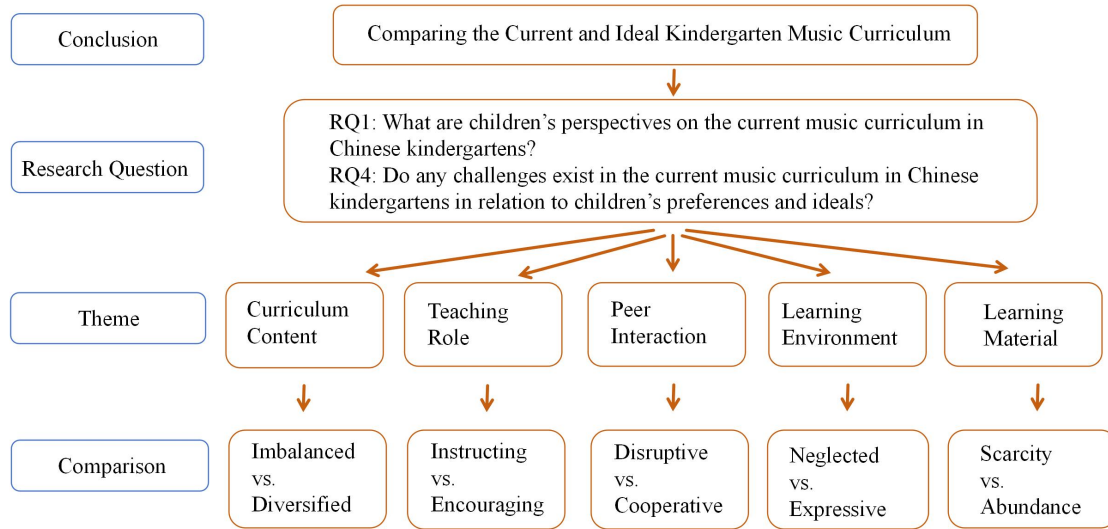 Conclusion
Comparing the Current and Ideal Kindergarten Music Curriculum
Research Question
RQ1: What are children’s perspectives on the current music curriculum in
Chinese kindergartens?
RQ4: Do any challenges exist in the current music curriculum in Chinese
kindergartens in relation to children’s preferences and ideals?
Theme
Curriculum
Content
Teaching
Role
Peer
Interaction
Learning
Environment
Learning
Material
Comparison
Imbalanced
vs.
Diversified
Instructing
vs.
Encouraging
Disruptive
vs.
Cooperative
Neglected
vs.
Expressive
Scarcity
vs.
Abundance